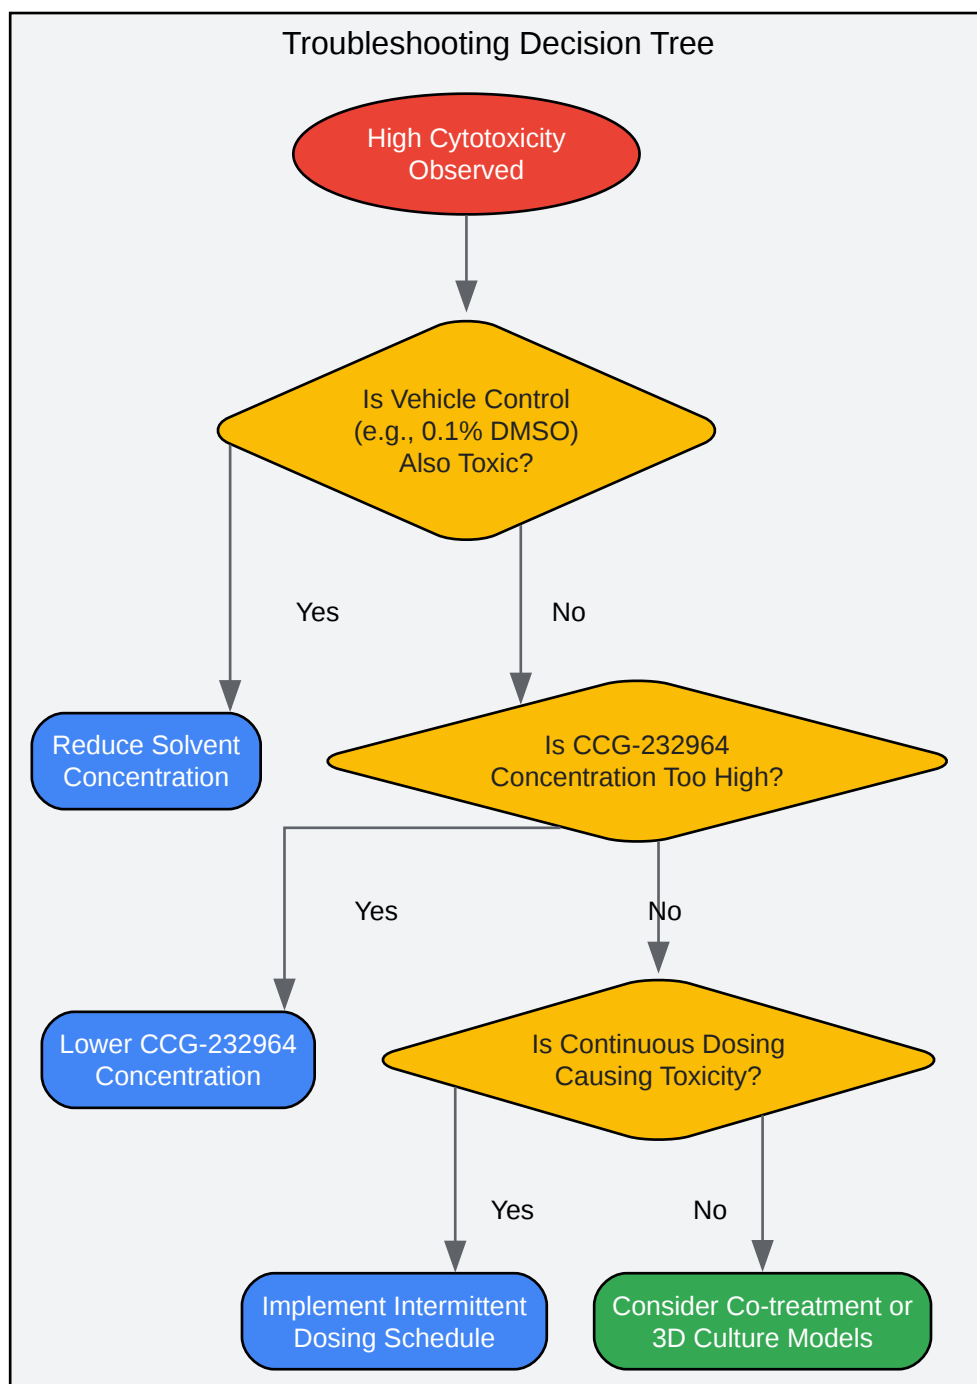 Troubleshooting Decision Tree
High Cytotoxicity
Observed
Is Vehicle Control
(e.g., 0.1% DMSO)
Also Toxic?
Yes
No
Reduce Solvent
Concentration
Is CCG-232964
Concentration Too High?
Yes
No
Lower CCG-232964
Concentration
Is Continuous Dosing
Causing Toxicity?
Yes
No
Implement Intermittent
Dosing Schedule
Consider Co-treatment or
3D Culture Models